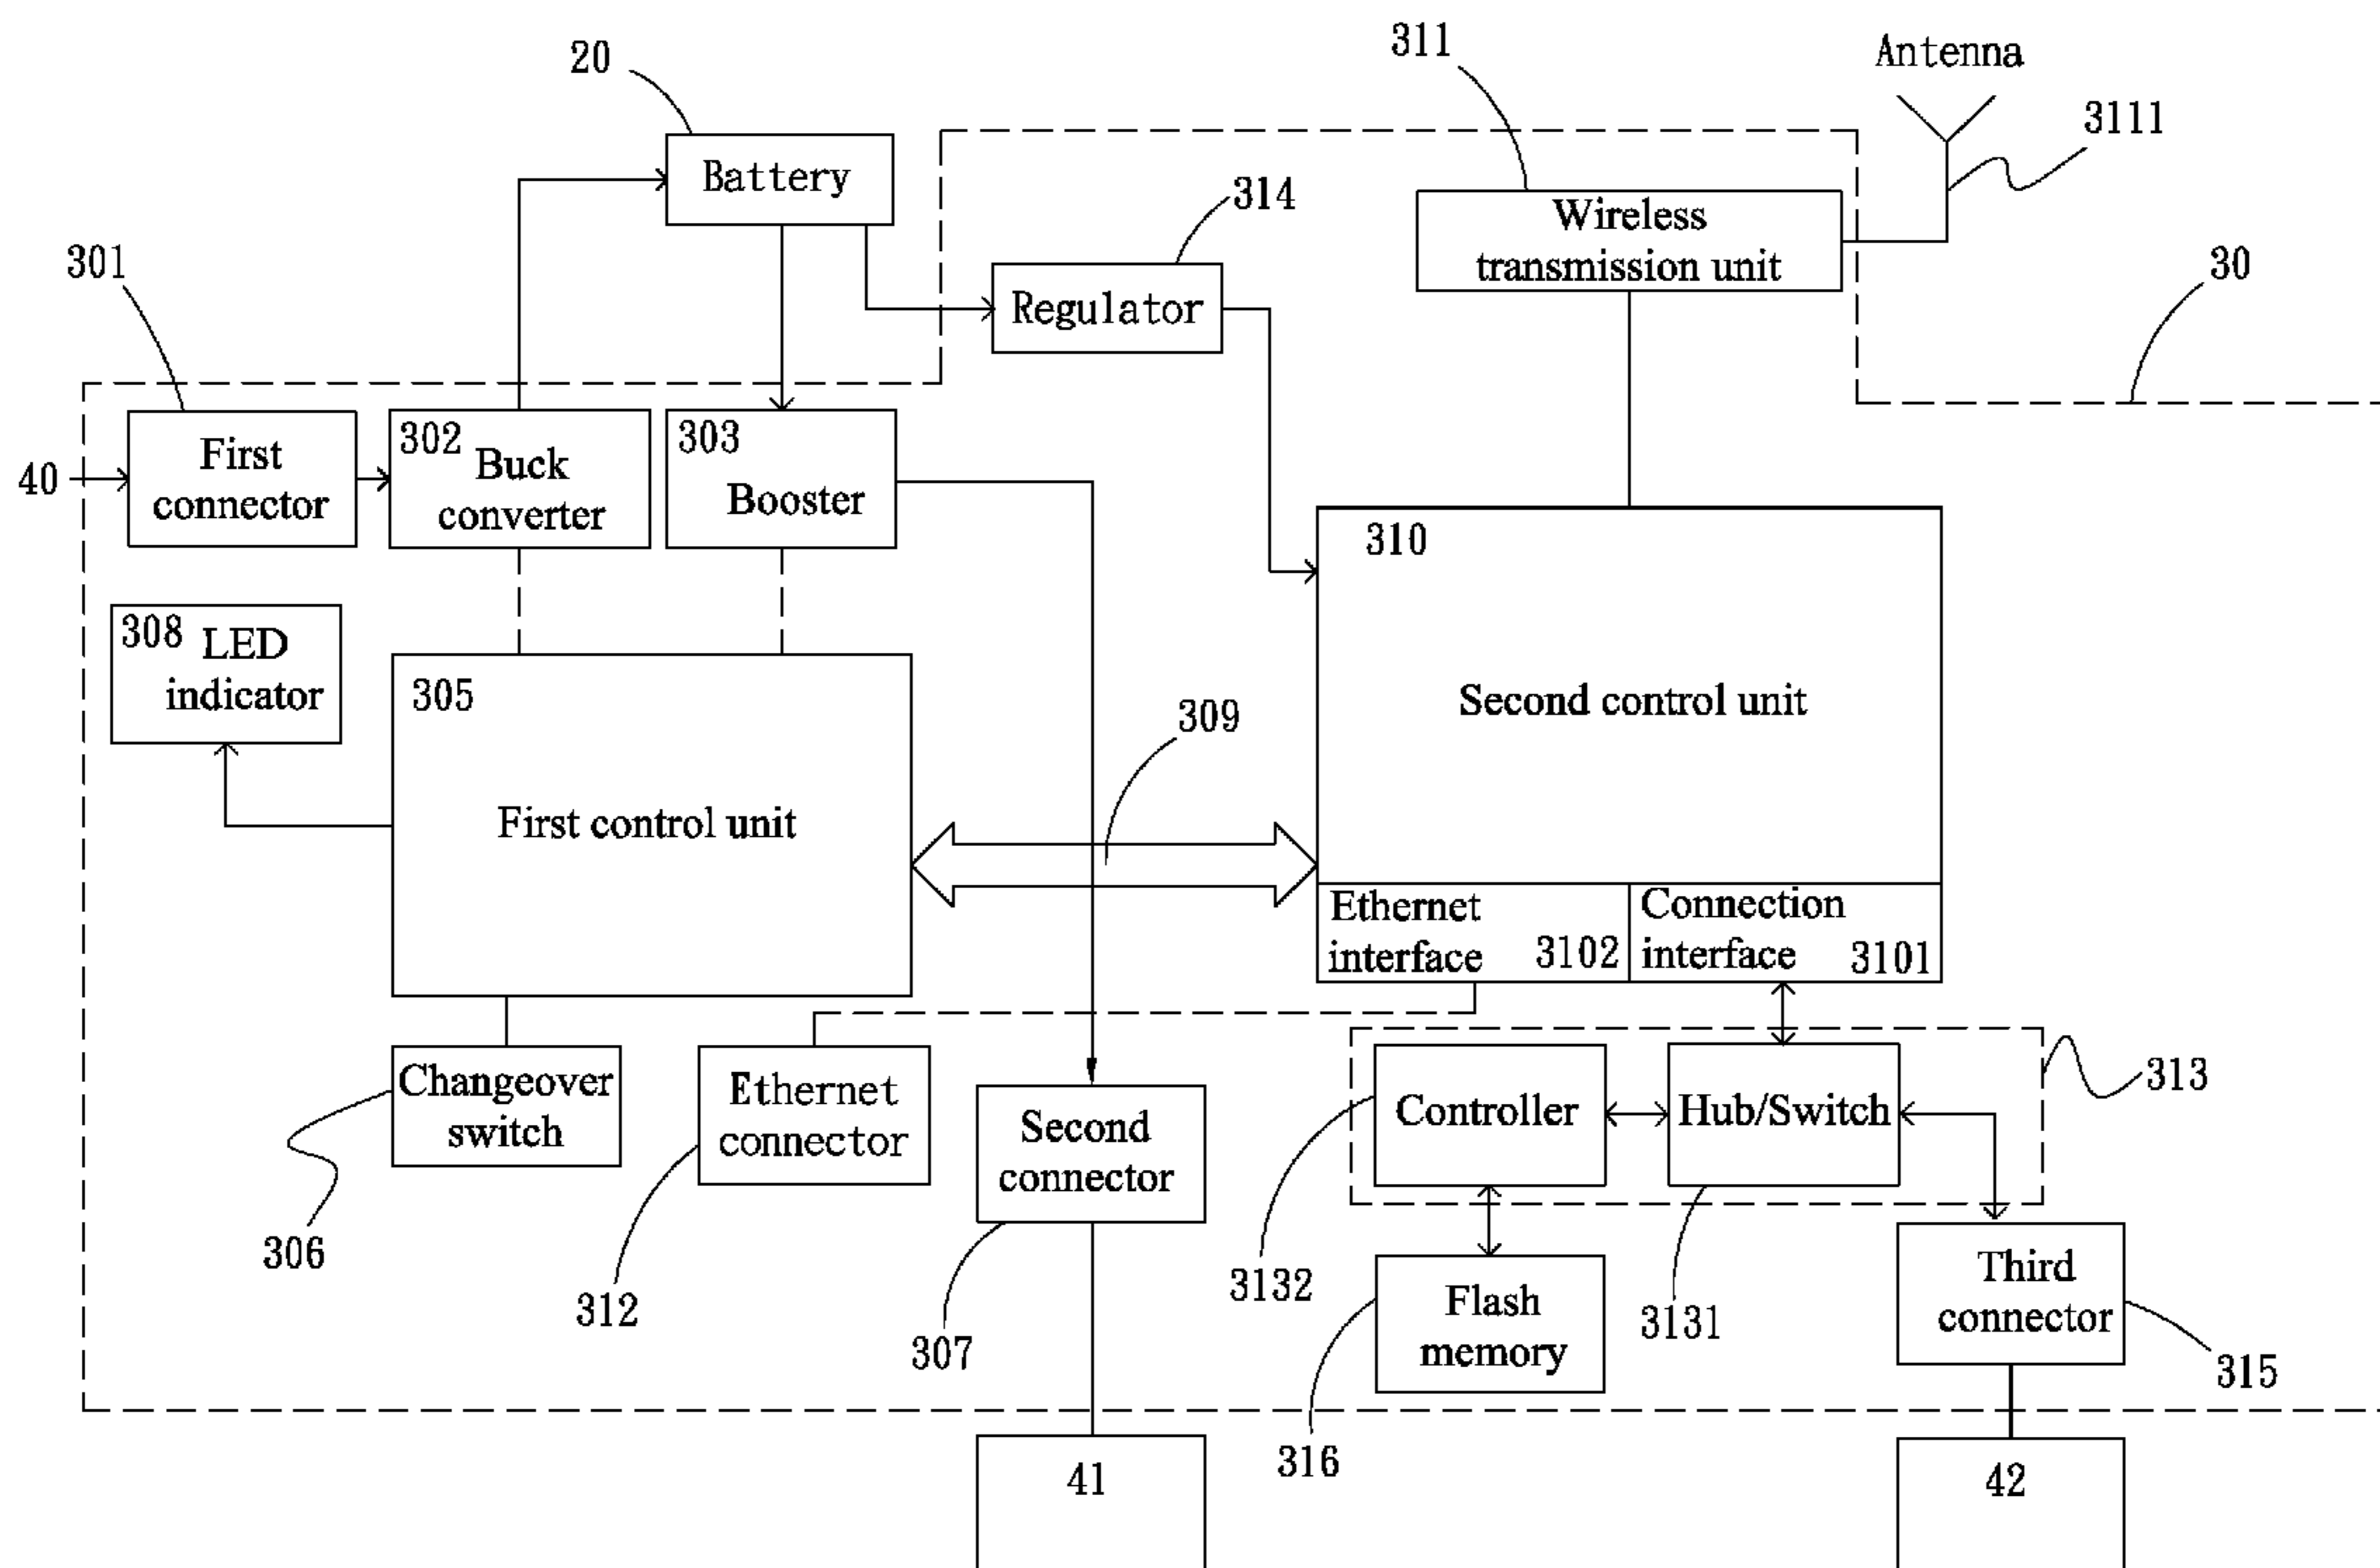 311
Antenna
20
3111
Battery
314
Wireless
transmission unit
301
30
Regulator
302
303
First
connector
Buck
converter
Booster
40
310
308
LED
indicator
305
Second control unit
309
First control unit
Ethernet
interface
3102
Connection
interface
3101
Changeover
switch
Ethernet
connector
Second
connector
Controller
Hub/Switch
313
306
312
307
3132
Flash
memory
3131
Third
connector
315
316
41
42